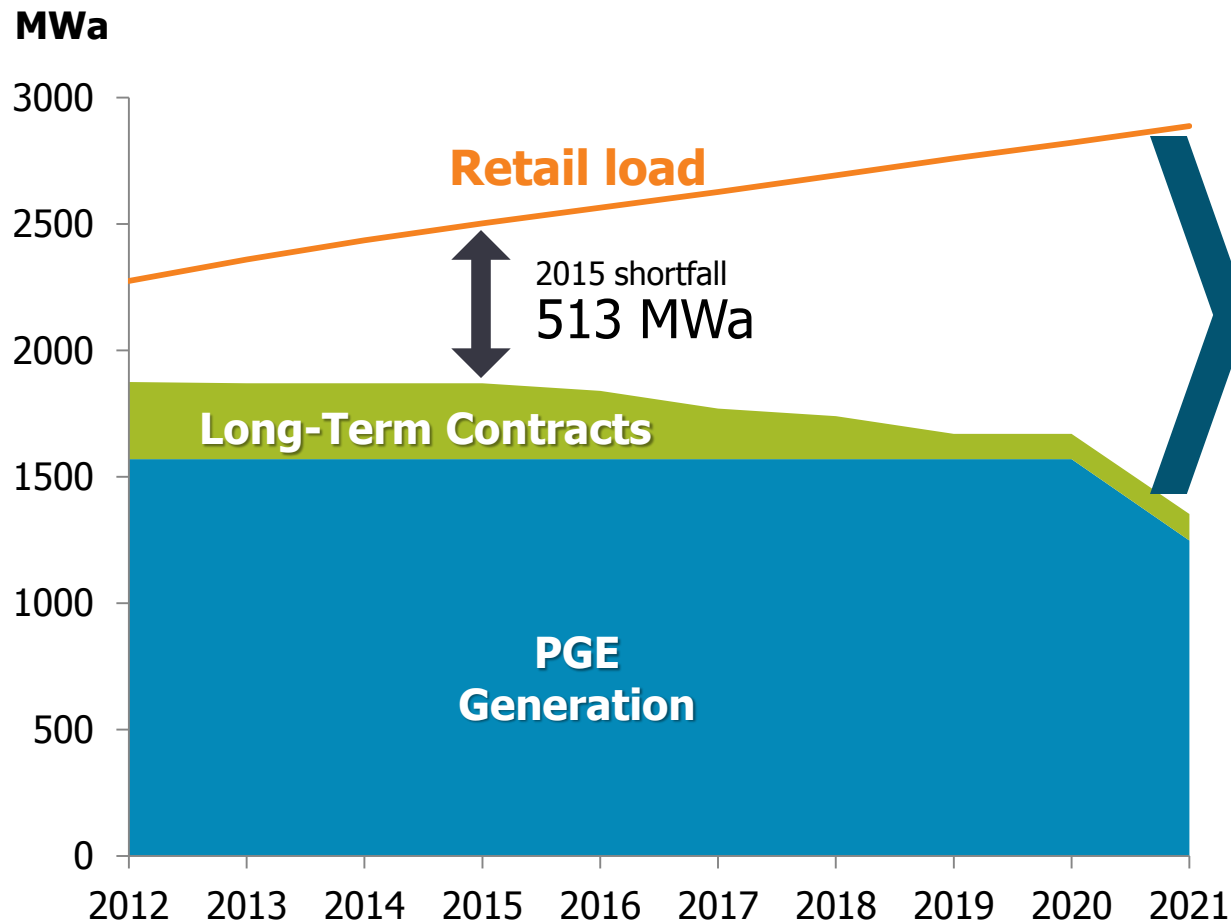 MWa
3000
2500
2000
1500
1000
500
0
Retail load
2015 shortfall
513 MWa
Long-Term Contracts
PGE
Generation
2012 2013 2014 2015 2016 2017 2018 2019 2020 2021